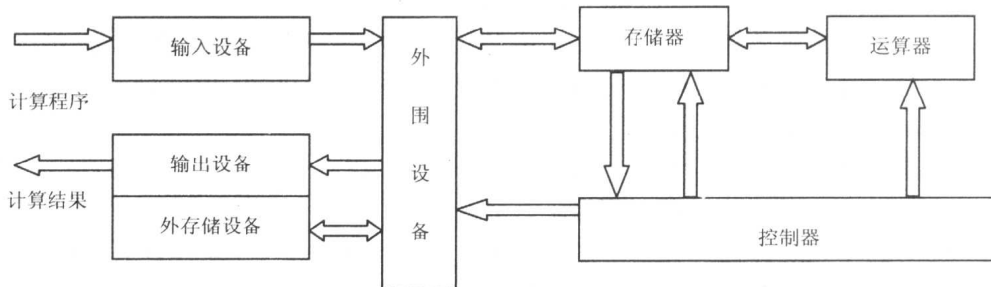 输入设备
外围设备
存储器
运算器
计算程序
输出设备
计算结果
外存储设备
控制器